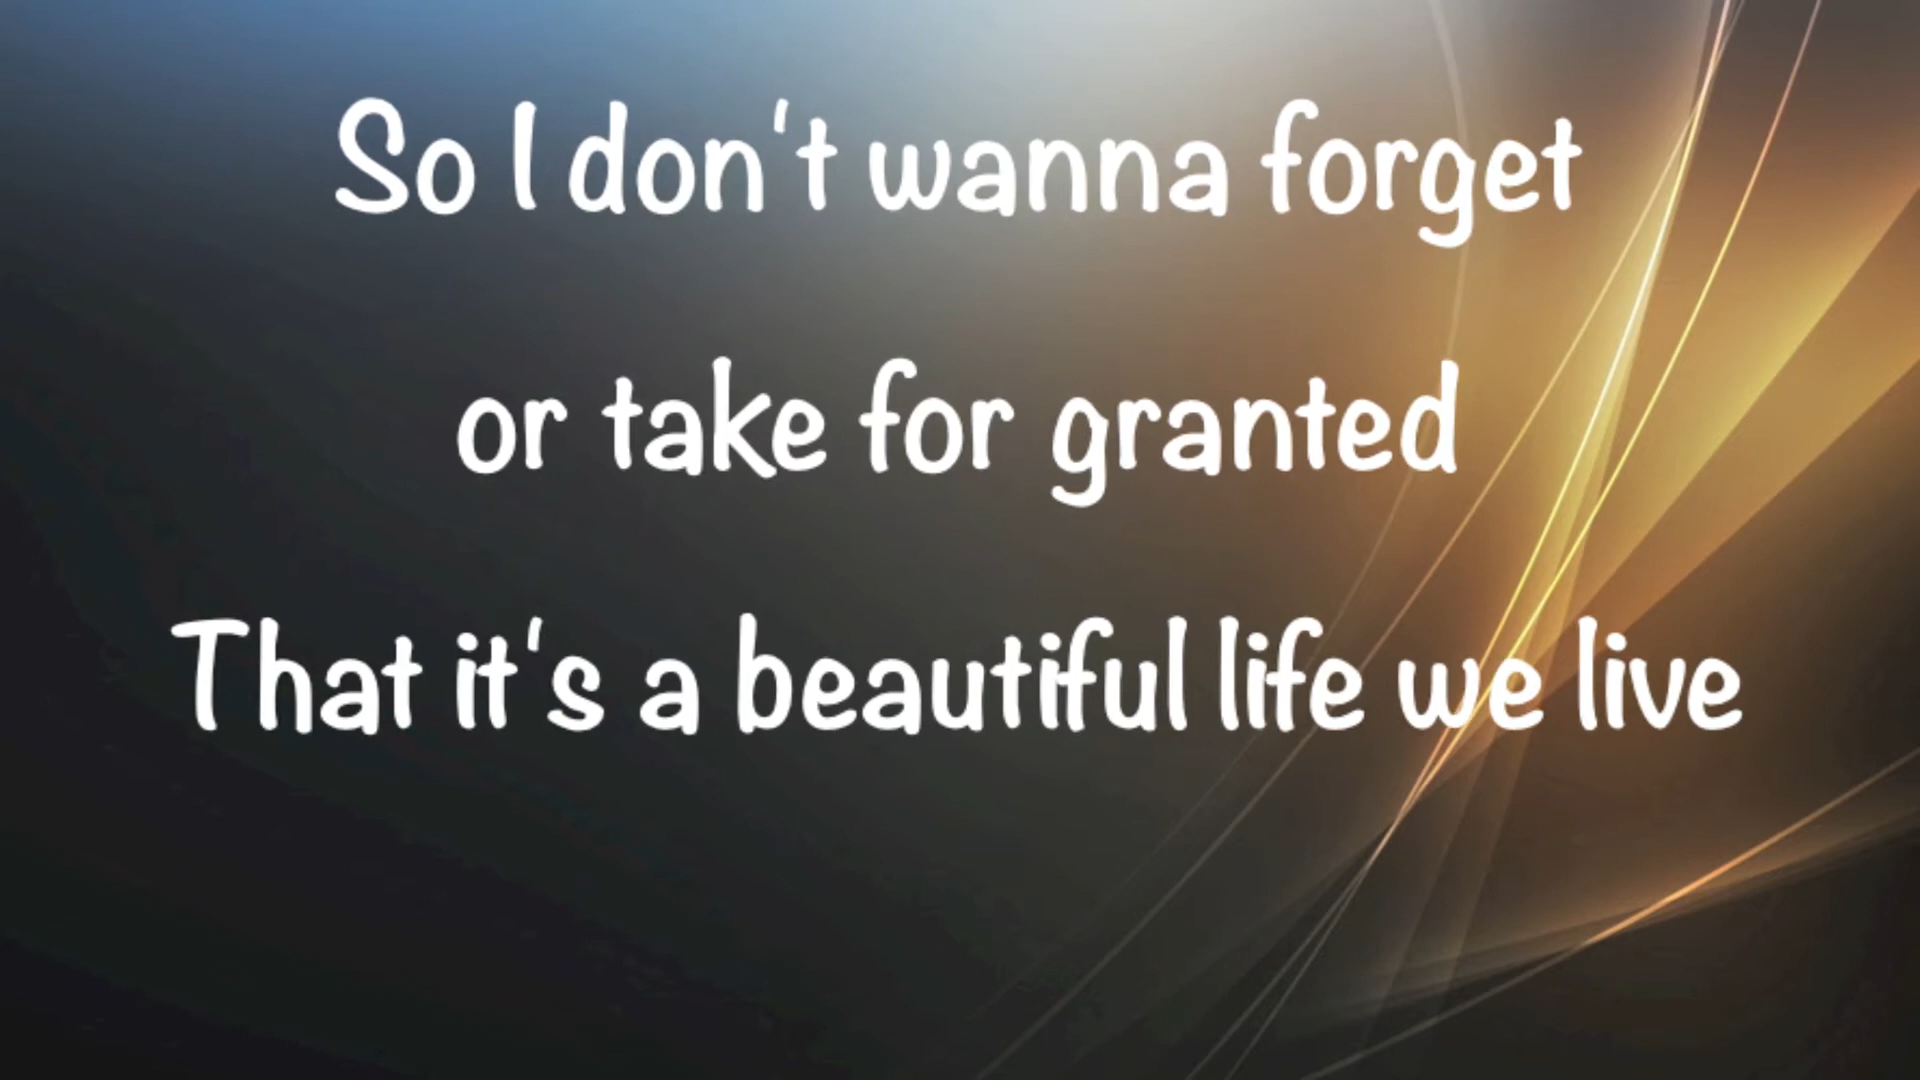 So I don't wanna forget
or take for granted
That it's a beautiful life we live